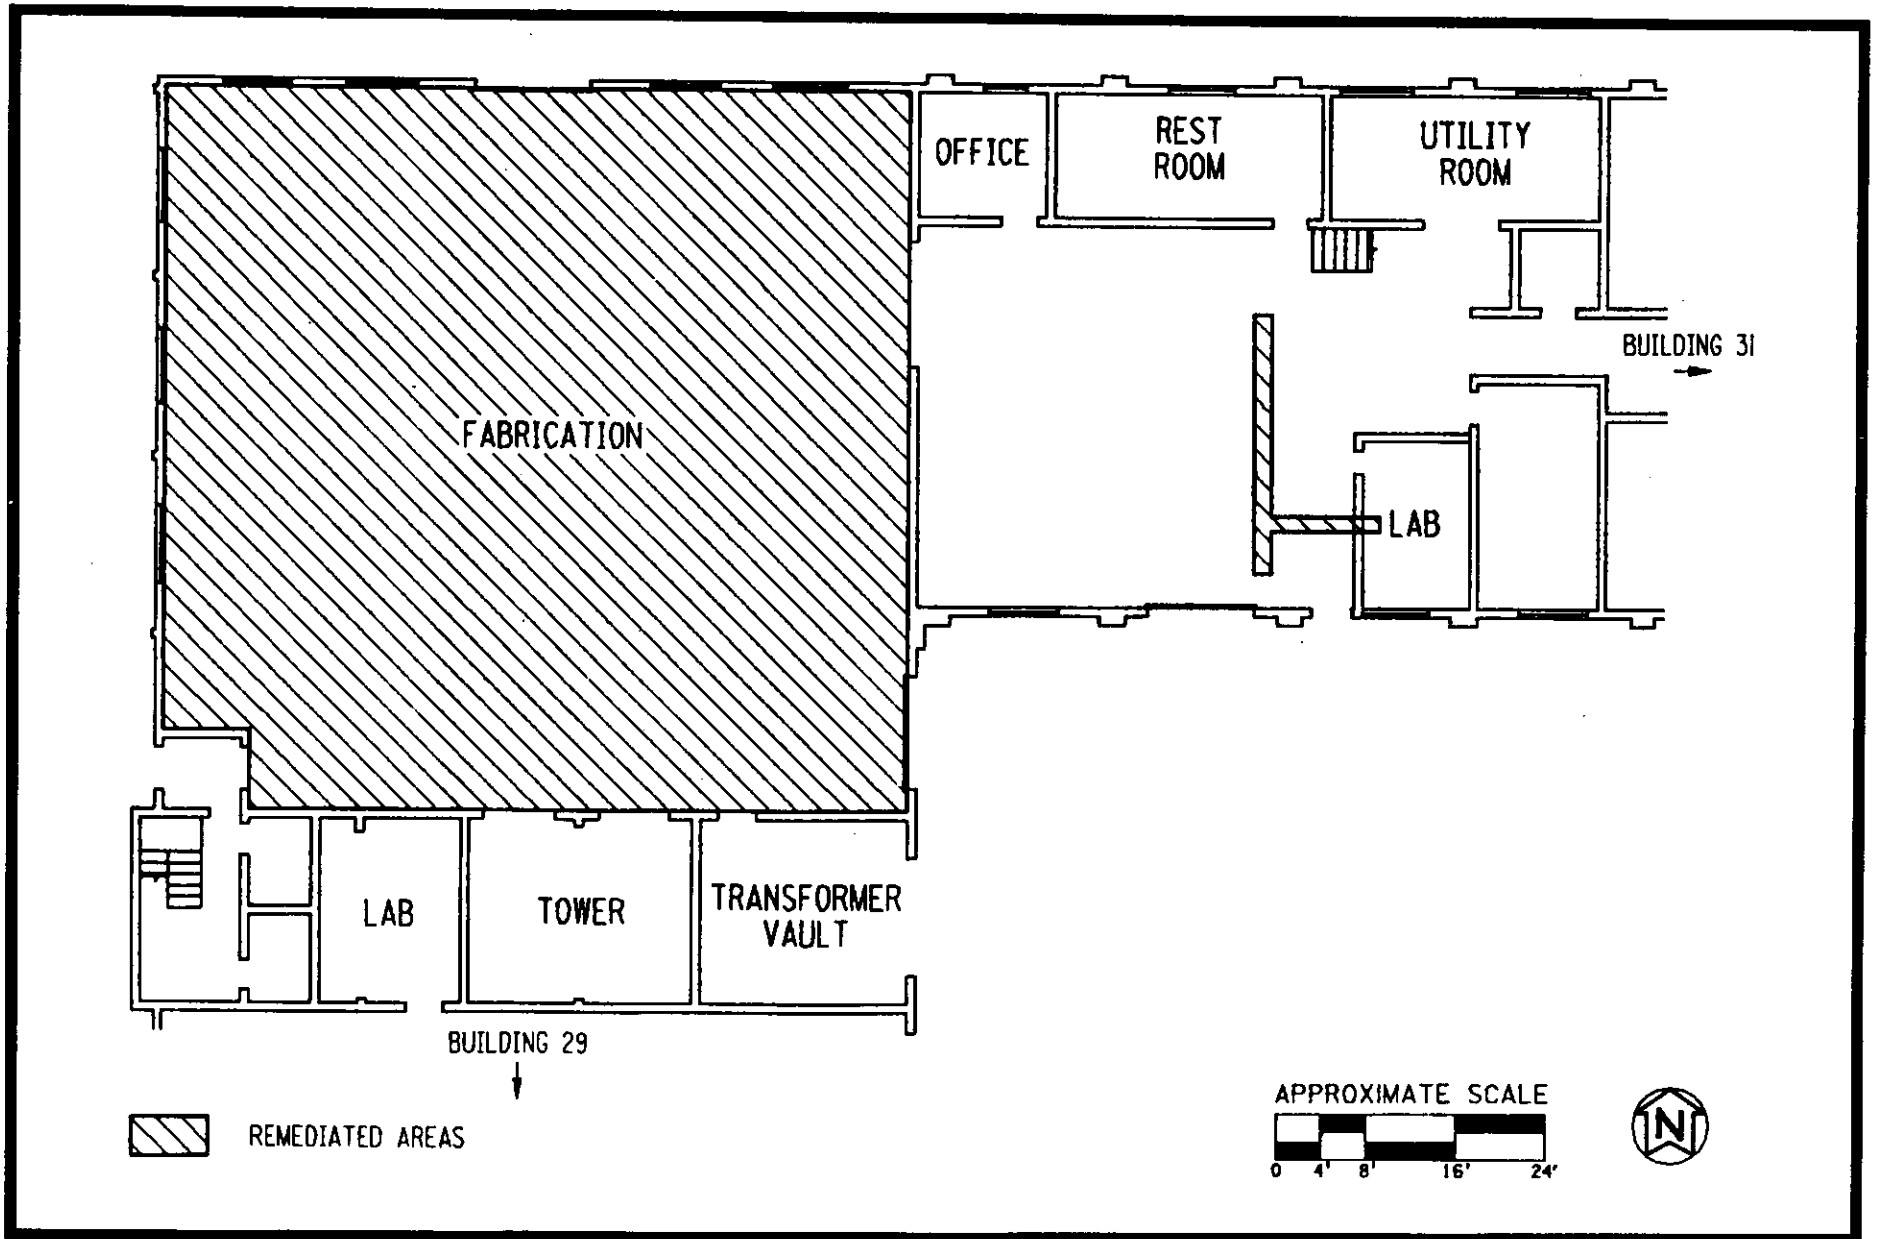 OFFICE
REST
ROOM
UTILITY
ROOM
BUILDING 31
FABRICATION
LAB
LAB
TOWER
TRANSFORMER
VAULT
BUILDING 29
REMEDIATED AREAS
APPROXIMATE SCALE
0 4' 8' 16' 24'
N